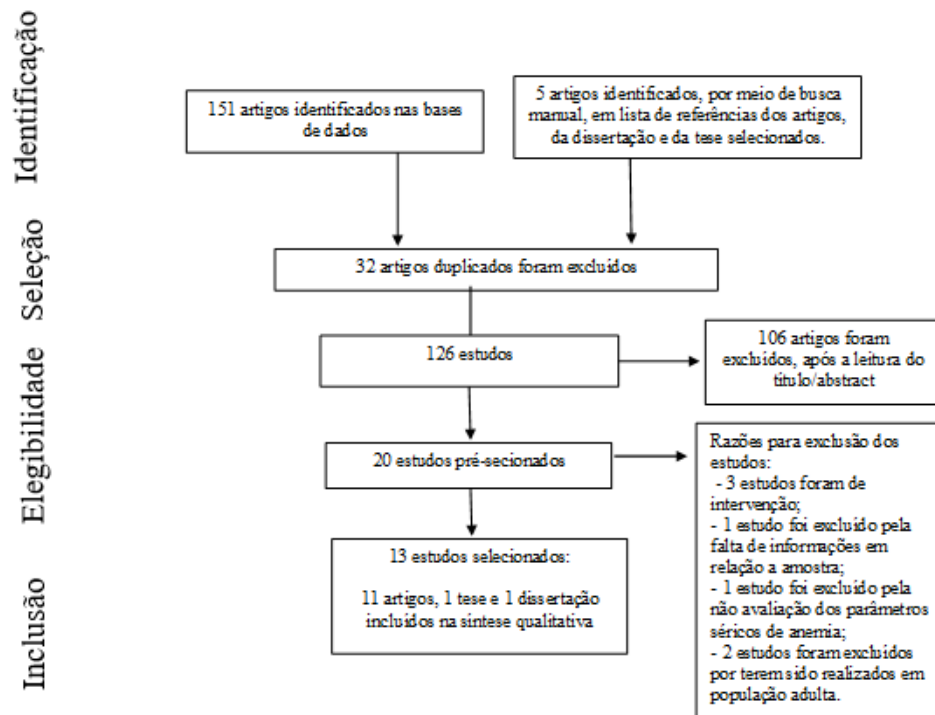 Identificação
151 artigos identificados nas bases
de dados
5 artigos identificados, por meio de busca
manual, em lista de referências dos artigos,
da dissertação e da tese selecionados.
Seleção
32 artigos duplicados foram excluídos
Elegibilidade
126 estudos
106 artigos foram
excluídos, após a leitura do
título/abstract
20 estudos pré-secionados
Razões para exclusão dos
estudos:
- 3 estudos foram de
intervenção;
- 1 estudo foi excluído pela
falta de informações em
relação a amostra;
- 1 estudo foi excluído pela
não avaliação dos parâmetros
séricos de anemia;
- 2 estudos foram excluídos
por terem sido realizados em
população adulta.
Inclusão
13 estudos selecionados:
11 artigos, 1 tese e 1 dissertação
incluídos na síntese qualitativa